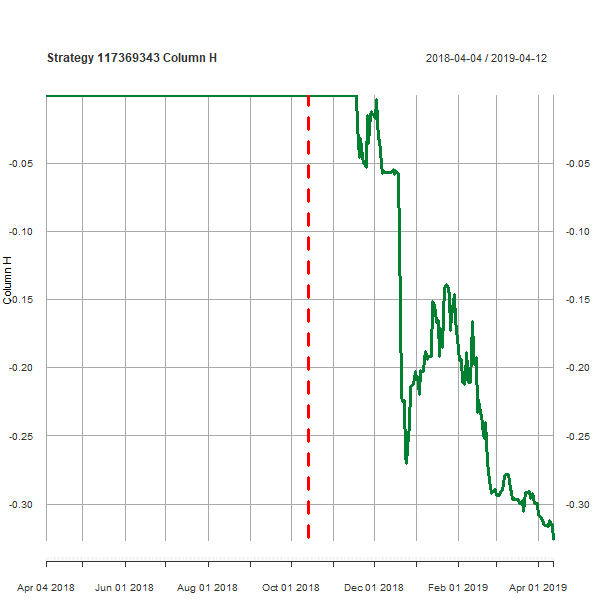 Strategy 117369343 Column H
2018-04-04 / 2019-04-12
-0.05 -0.05
-0.10 -0.10
Column H
-0.15 -0.15
-0.20 -0.20
-0.25 -0.25
-0.30 -0.30
Apr 04 2018 Jun 01 2018 Aug 01 2018 Oct 01 2018 Dec 03 2018 Feb 01 2019 Apr 01 2019